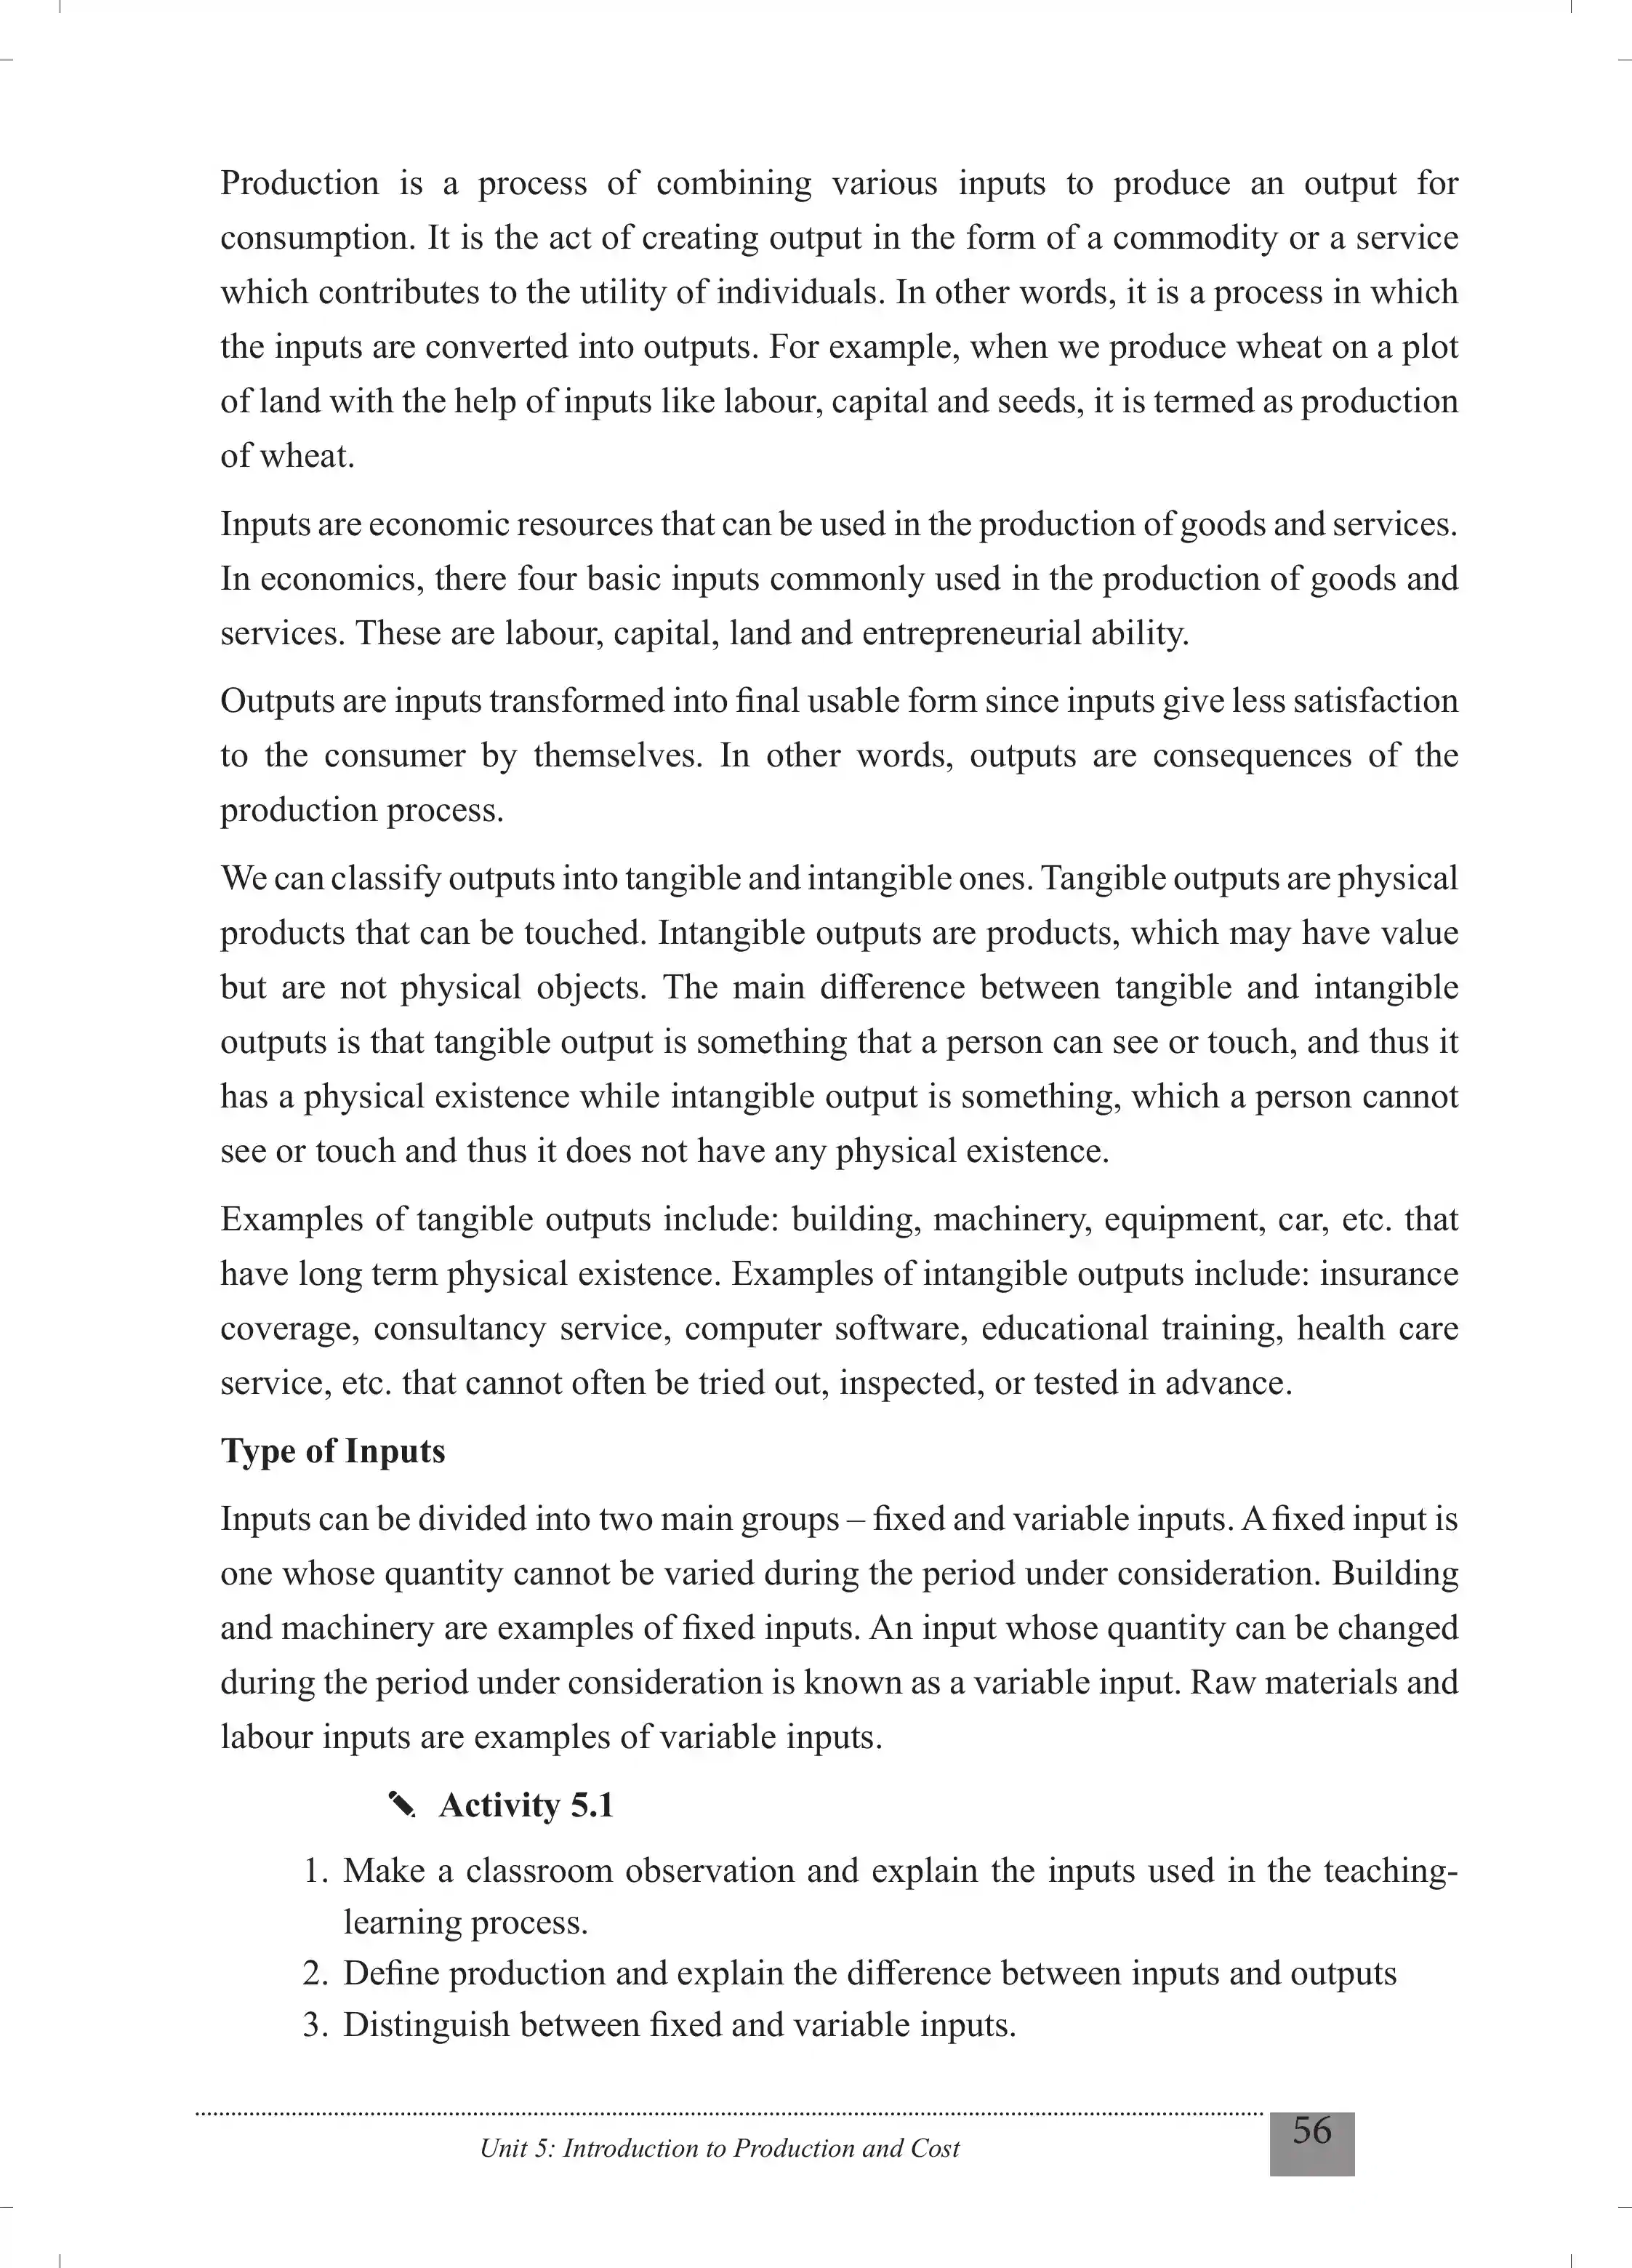 Production is a process of combining various inputs to produce an output for
consumption. It is the act of creating output in the form of a commodity or a service
which contributes to the utility of individuals. In other words, it is a process in which
the inputs are converted into outputs. For example, when we produce wheat on a plot
of land with the help of inputs like labour, capital and seeds, it is termed as production
of wheat.
Inputs are economic resources that can be used in the production of goods and services.
In economics, there four basic inputs commonly used in the production of goods and
services. These are labour, capital, land and entrepreneurial ability.
Outputs are inputs transformed into final usable form since inputs give less satisfaction
to the consumer by themselves. In other words, outputs are consequences of the
production process.
We can classify outputs into tangible and intangible ones. Tangible outputs are physical
products that can be touched. Intangible outputs are products, which may have value
but are not physical objects. The main difference between tangible and intangible
outputs is that tangible output is something that a person can see or touch, and thus it
has a physical existence while intangible output is something, which a person cannot
see or touch and thus it does not have any physical existence.
Examples of tangible outputs include: building, machinery, equipment, car, etc. that
have long term physical existence. Examples of intangible outputs include: insurance
coverage, consultancy service, computer software, educational training, health care
service, etc. that cannot often be tried out, inspected, or tested in advance.
Type of Inputs
Inputs can be divided into two main groups – fixed and variable inputs. A fixed input is
one whose quantity cannot be varied during the period under consideration. Building
and machinery are examples of fixed inputs. An input whose quantity can be changed
during the period under consideration is known as a variable input. Raw materials and
labour inputs are examples of variable inputs.
✎ Activity 5.1
1. Make a classroom observation and explain the inputs used in the teaching-
learning process.
2. Define production and explain the difference between inputs and outputs
3. Distinguish between fixed and variable inputs.
Unit 5: Introduction to Production and Cost
56